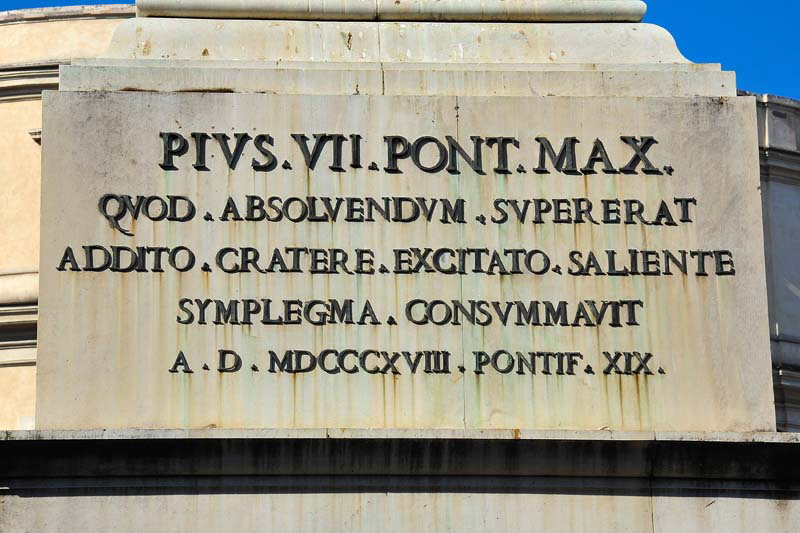 PIVS . VII . PONT . MAX .
QVOD . ABSOLVENDVM . SVPERERAT
ADDITO . CRATERE . EXCITATO . SALIENTE
SYMPLEGMA . CONSVMMAVIT
A . D . MDCCCXVIII . PONTIF . XIX .